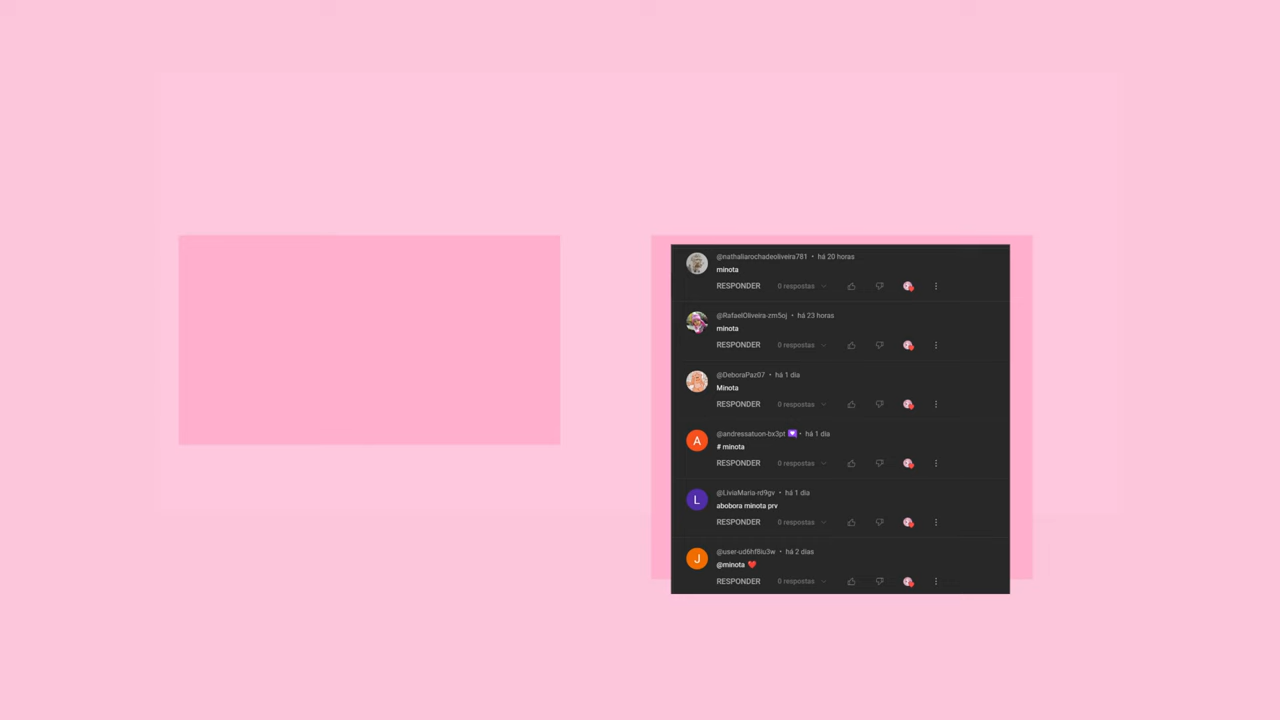 @nathaliarochadeoliveira781 • há 20 horas
minota
RESPONDER 0 respostas
@RafaelOliveira-zm5oj • há 23 horas
minota
RESPONDER 0 respostas
@DeboraPaz07 • há 1 dia
Minota
RESPONDER 0 respostas
A
@andressatuon-bx3pt • há 1 dia
# minota
RESPONDER 0 respostas
L
@LiviaMaria-rd9gv • há 1 dia
abobora minota prv
RESPONDER 0 respostas
J
@user-ud6hf8iu3w • há 2 dias
@minota ❤️
RESPONDER 0 respostas